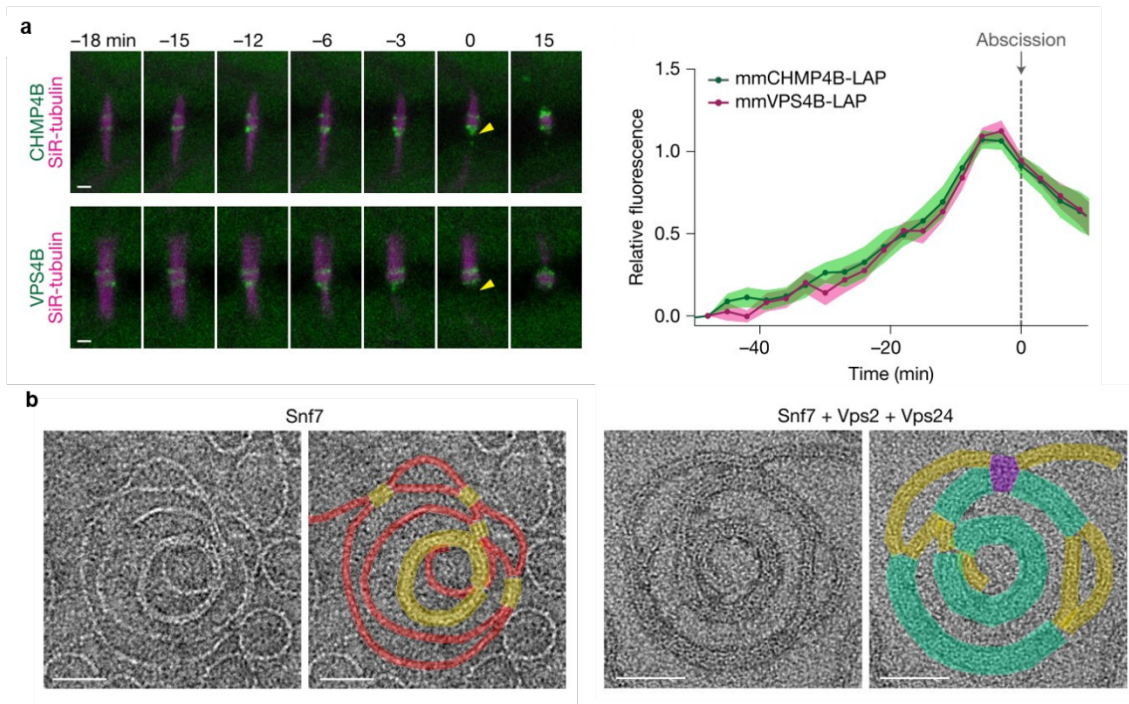 a
–18 min –15 –12 –6 –3 0 15
CHMP4B
SiR-tubulin
VPS4B
SiR-tubulin
Abscission
mmCHMP4B-LAP
mmVPS4B-LAP
Relative fluorescence
1.5
1.0
0.5
0.0
–40 –20 0
Time (min)
b
Snf7
Snf7 + Vps2 + Vps24